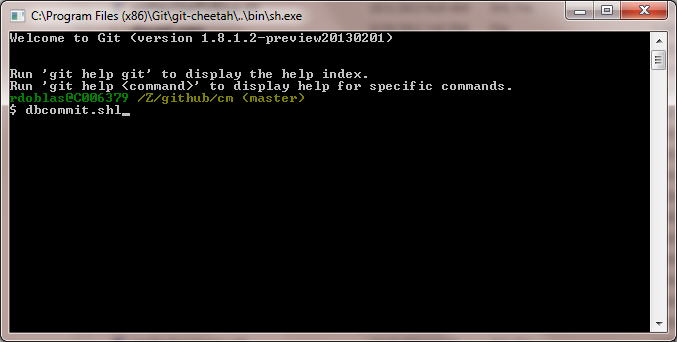 C:\Program Files (x86)\Git\git-cheetah\..\bin\sh.exe
Welcome to Git (version 1.8.1.2-preview20130201)
Run 'git help git' to display the help index.
Run 'git help <command>' to display help for specific commands.
rdoblas@C006379 /Z/github/cm (master)
$ dbcommit.shl